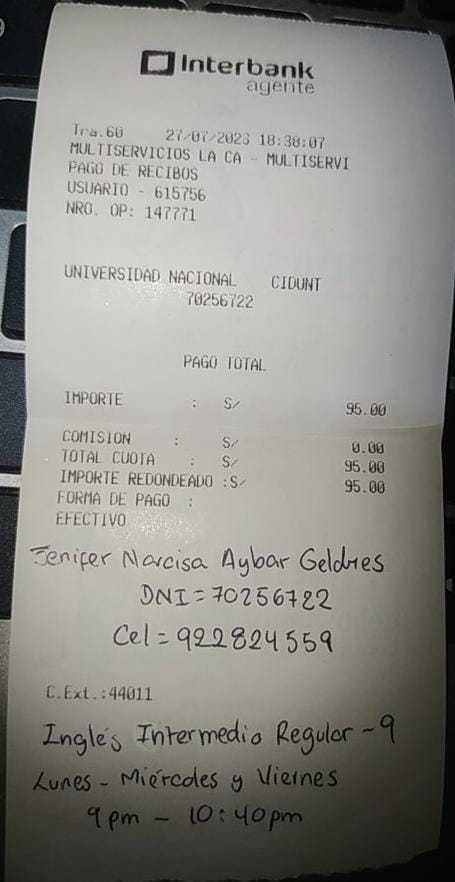 Interbank
agente
Tra.60 27/07/2023 18:38:07
MULTISERVICIOS LA CA - MULTISERVI
PAGO DE RECIBOS
USUARIO - 615756
NRO. OP: 147771
UNIVERSIDAD NACIONAL CIDUNT
70256722
PAGO TOTAL
IMPORTE : S/ 95.00
COMISION : S/ 0.00
TOTAL CUOTA : S/ 95.00
IMPORTE REDONDEADO :S/ 95.00
FORMA DE PAGO :
EFECTIVO
Jenifer Narcisa Aybar Geldres
DNI = 70256722
Cel = 922824559
C.Ext.:44011
Inglés Intermedio Regular - 9
Lunes - Miércoles y Viernes
9 pm - 10:40pm